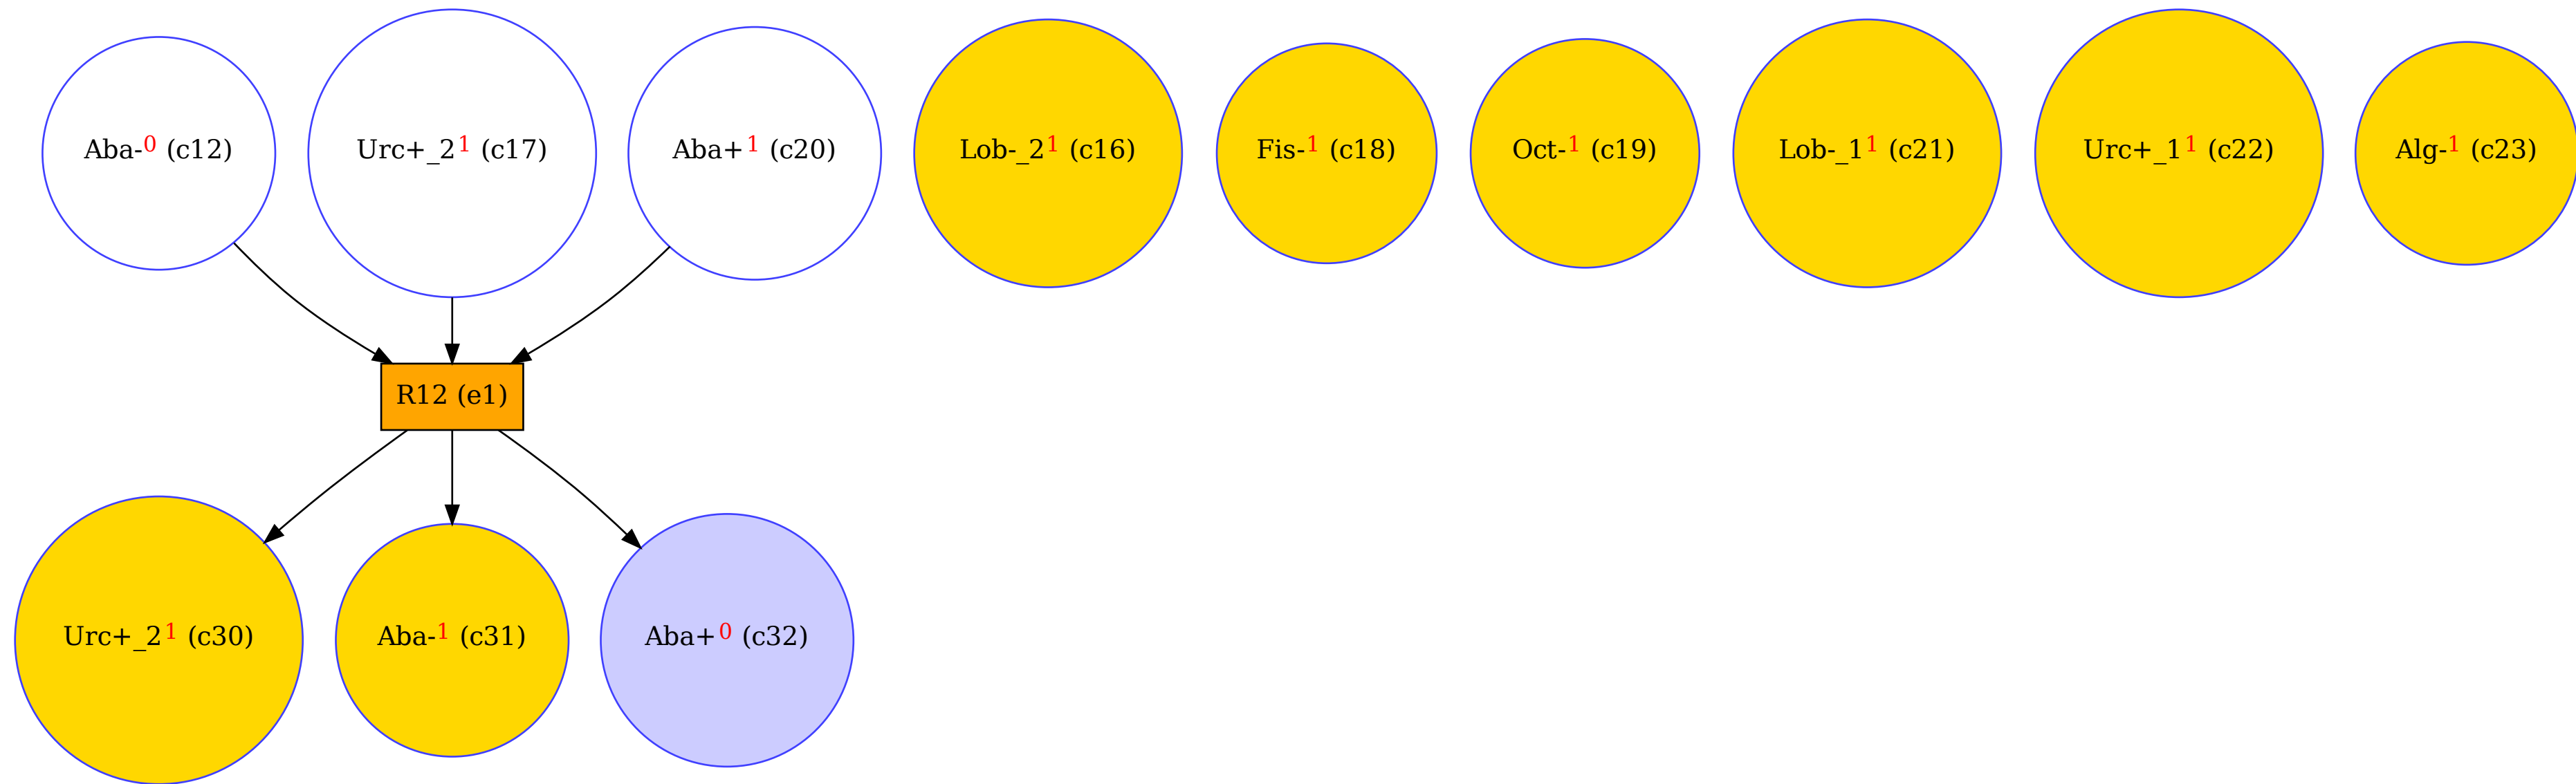 Aba-0 (c12)
Urc+_21 (c17)
Aba+1 (c20)
Lob-_21 (c16)
Fis-1 (c18)
Oct-1 (c19)
Lob-_11 (c21)
Urc+_11 (c22)
Alg-1 (c23)
R12 (e1)
Urc+_21 (c30)
Aba-1 (c31)
Aba+0 (c32)